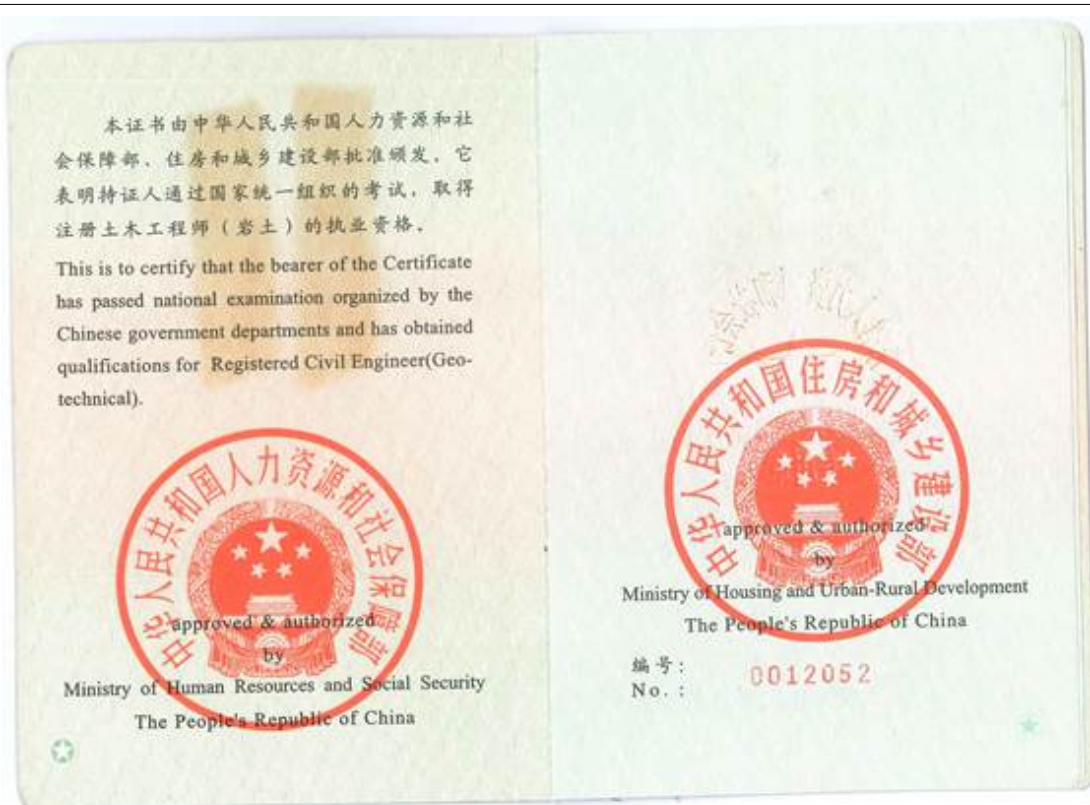 本证书由中华人民共和国人力资源和社
会保障部、住房和城乡建设部批准颁发，它
表明持证人通过国家统一组织的考试，取得
注册土木工程师（岩土）的执业资格。
This is to certify that the bearer of the Certificate
has passed national examination organized by the
Chinese government departments and has obtained
qualifications for Registered Civil Engineer(Geo-
technical).
中华人民共和国人力资源和社会保障部
approved & authorized
by
Ministry of Human Resources and Social Security
The People's Republic of China
中华人民共和国住房和城乡建设部
approved & authorized
by
Ministry of Housing and Urban-Rural Development
The People's Republic of China
编号：
0012052
No.：